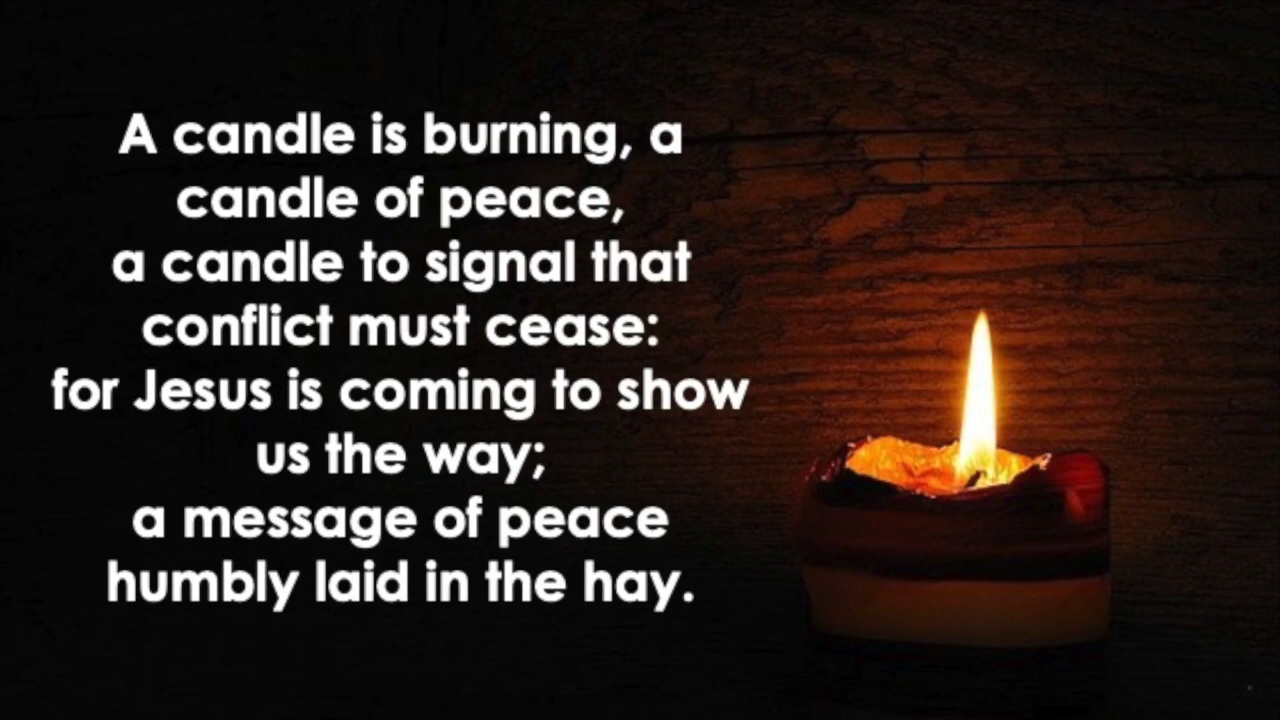 A candle is burning, a
candle of peace,
a candle to signal that
conflict must cease:
for Jesus is coming to show
us the way;
a message of peace
humbly laid in the hay.